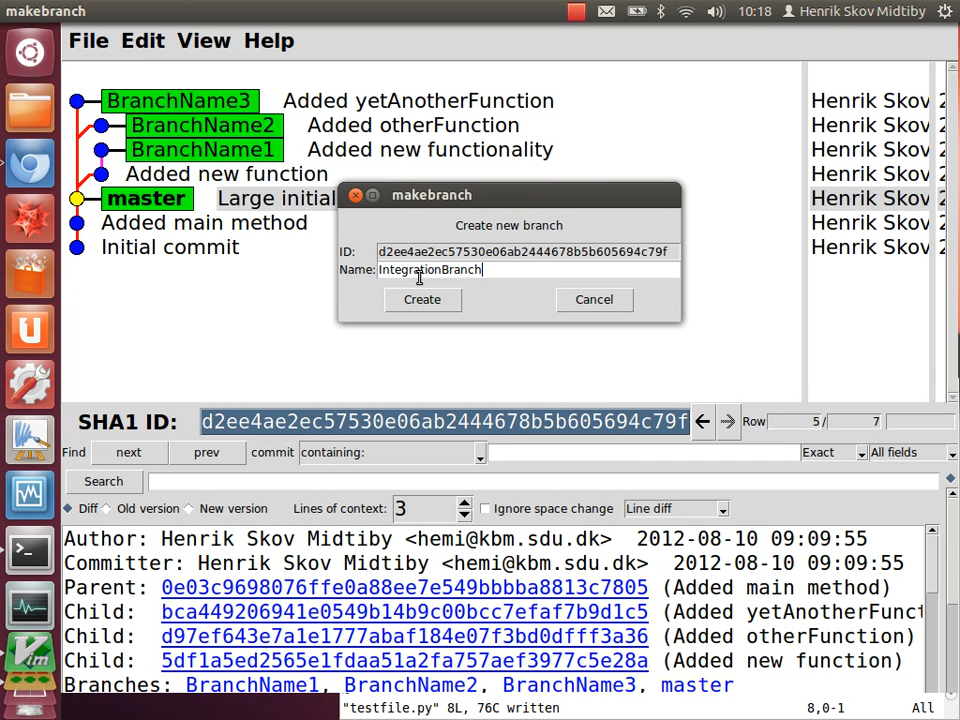 makebranch
10:18 Henrik Skov Midtiby
File Edit View Help
BranchName3 Added yetAnotherFunction Henrik Skov 2
BranchName2 Added otherFunction Henrik Skov 2
BranchName1 Added new functionality Henrik Skov 2
Added new function Henrik Skov 2
master Large initial Henrik Skov 2
Added main method Henrik Skov 2
Initial commit Henrik Skov 2
makebranch
Create new branch
ID: d2ee4ae2ec57530e06ab2444678b5b605694c79f
Name: IntegrationBranch
Create Cancel
SHA1 ID: d2ee4ae2ec57530e06ab2444678b5b605694c79f Row 5/ 7
Find next prev commit containing: Exact All fields
Search
Diff Old version New version Lines of context: 3 Ignore space change Line diff
Author: Henrik Skov Midtiby <hemi@kbm.sdu.dk> 2012-08-10 09:09:55
Committer: Henrik Skov Midtiby <hemi@kbm.sdu.dk> 2012-08-10 09:09:55
Parent: 0e03c9698076ffe0a88ee7e549bbbba8813c7805 (Added main method)
Child: bca449206941e0549b14b9c00bcc7efaf7b9d1c5 (Added yetAnotherFunct
Child: d97ef643e7a1e1777abaf184e07f3bd0dfff3a36 (Added otherFunction)
Child: 5df1a5ed2565e1fdaa51a2fa757aef3977c5e28a (Added new function)
Branches: BranchName1, BranchName2, BranchName3, master
"testfile.py" 8L, 76C written 8,0-1 All